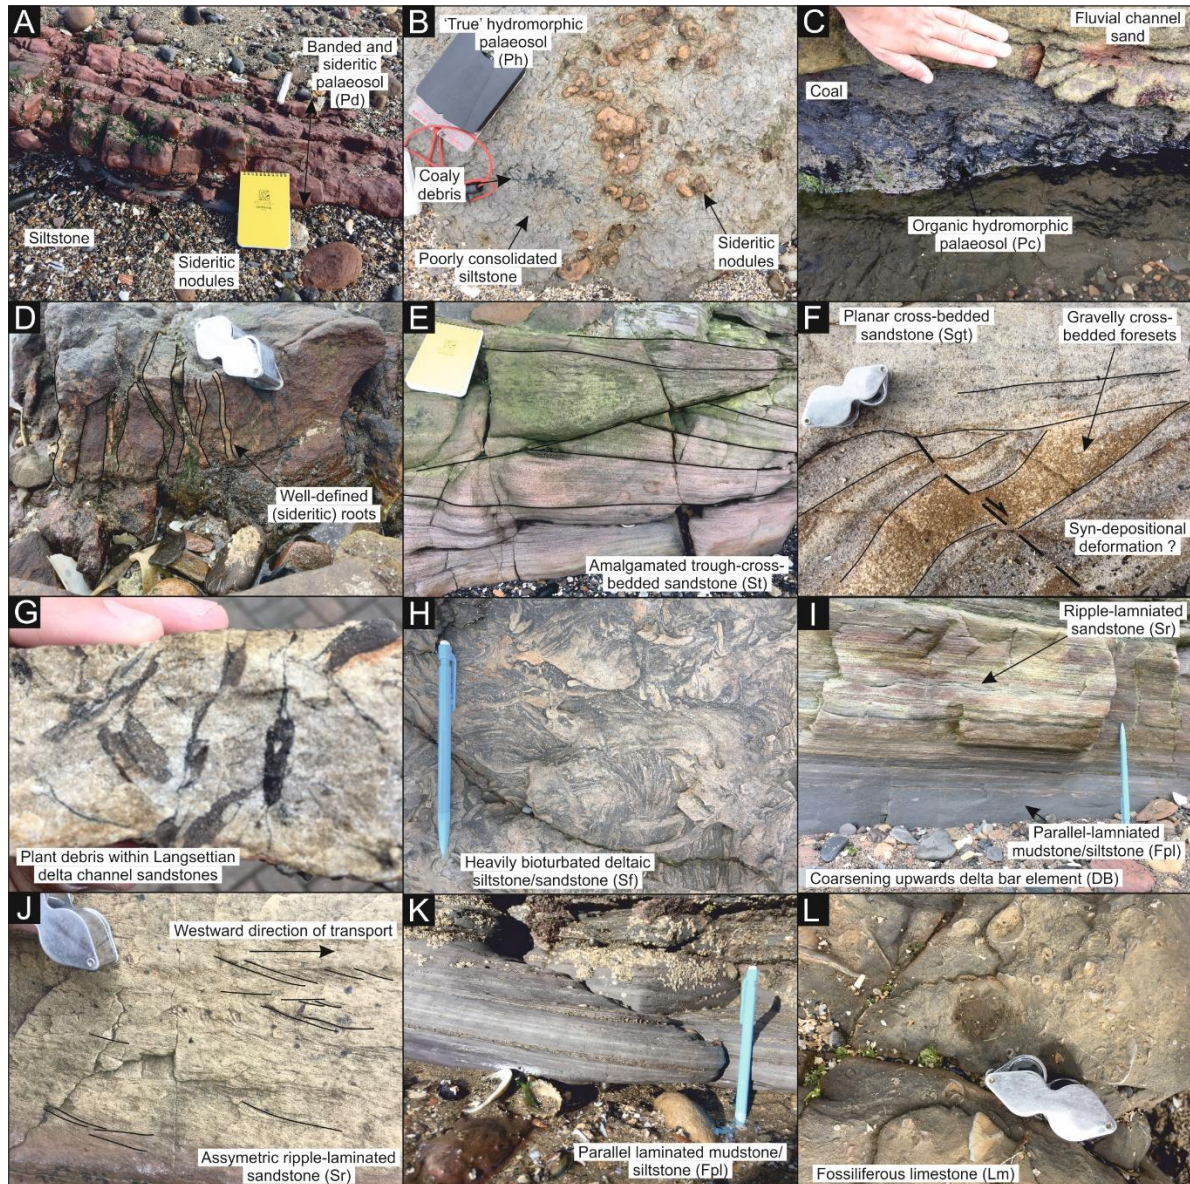 A
Banded and
sideritic
palaeosol
(Pd)
Siltstone
Sideritic
nodules
B
'True' hydromorphic
palaeosol
(Ph)
Coaly
debris
Poorly consolidated
siltstone
Sideritic
nodules
C
Fluvial channel
sand
Coal
Organic hydromorphic
palaeosol (Pc)
D
Well-defined
(sideritic) roots
E
Amalgamated trough-cross-
bedded sandstone (St)
F
Planar cross-bedded
sandstone (Sgt)
Gravelly cross-
bedded foresets
Syn-depositional
deformation ?
G
Plant debris within Langsettian
delta channel sandstones
H
Heavily bioturbated deltaic
siltstone/sandstone (Sf)
I
Ripple-lamniated
sandstone (Sr)
Parallel-lamniated
mudstone/siltstone (Fpl)
Coarsening upwards delta bar element (DB)
J
Westward direction of transport
Assymetric ripple-laminated
sandstone (Sr)
K
Parallel laminated mudstone/
siltstone (Fpl)
L
Fossiliferous limestone (Lm)